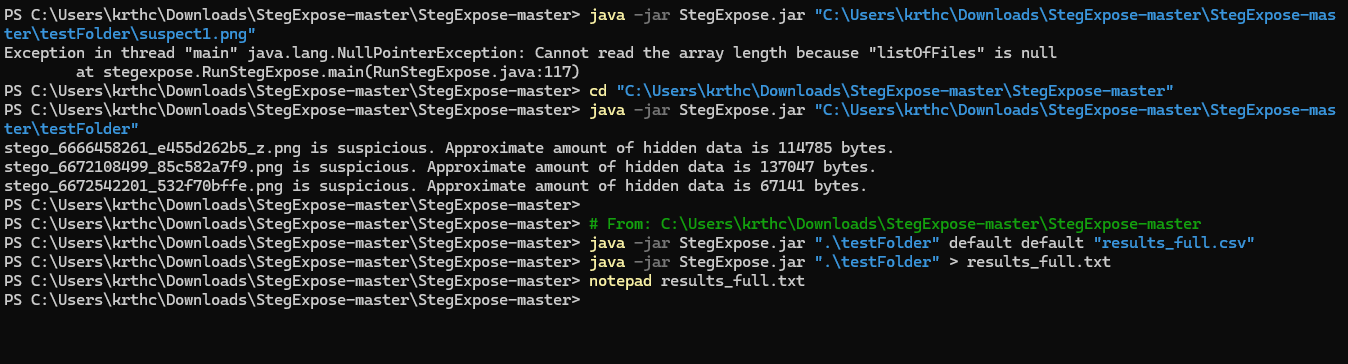 PS C:\Users\krthc\Downloads\StegExpose-master\StegExpose-master> java -jar StegExpose.jar "C:\Users\krthc\Downloads\StegExpose-master\StegExpose-mas
ter\testFolder\suspect1.png"
Exception in thread "main" java.lang.NullPointerException: Cannot read the array length because "listOfFiles" is null
        at stegexpose.RunStegExpose.main(RunStegExpose.java:117)
PS C:\Users\krthc\Downloads\StegExpose-master\StegExpose-master> cd "C:\Users\krthc\Downloads\StegExpose-master\StegExpose-master"
PS C:\Users\krthc\Downloads\StegExpose-master\StegExpose-master> java -jar StegExpose.jar "C:\Users\krthc\Downloads\StegExpose-master\StegExpose-mas
ter\testFolder"
stego_6666458261_e455d262b5_z.png is suspicious. Approximate amount of hidden data is 114785 bytes.
stego_6672108499_85c582a7f9.png is suspicious. Approximate amount of hidden data is 137047 bytes.
stego_6672542201_532f70bffe.png is suspicious. Approximate amount of hidden data is 67141 bytes.
PS C:\Users\krthc\Downloads\StegExpose-master\StegExpose-master>
PS C:\Users\krthc\Downloads\StegExpose-master\StegExpose-master> # From: C:\Users\krthc\Downloads\StegExpose-master\StegExpose-master
PS C:\Users\krthc\Downloads\StegExpose-master\StegExpose-master> java -jar StegExpose.jar ".\testFolder" default default "results_full.csv"
PS C:\Users\krthc\Downloads\StegExpose-master\StegExpose-master> java -jar StegExpose.jar ".\testFolder" > results_full.txt
PS C:\Users\krthc\Downloads\StegExpose-master\StegExpose-master> notepad results_full.txt
PS C:\Users\krthc\Downloads\StegExpose-master\StegExpose-master>